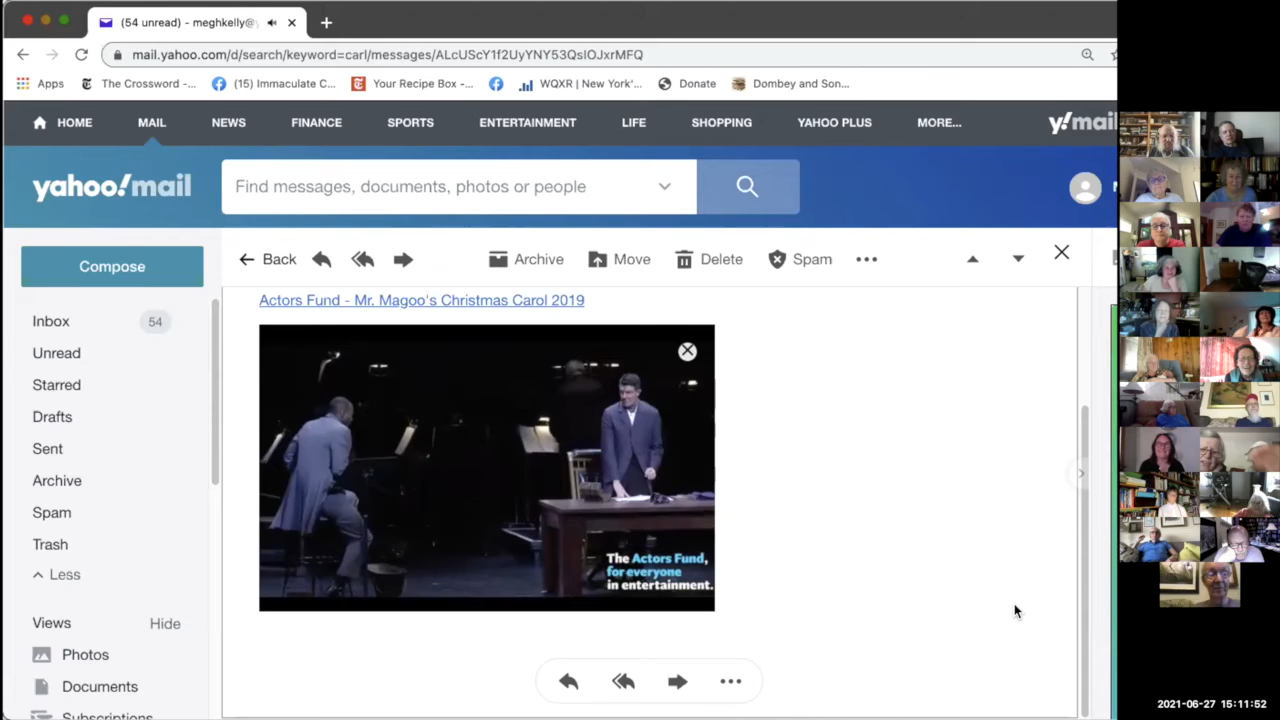 (54 unread) - meghkelly@y
mail.yahoo.com/d/search/keyword=carl/messages/ALcUScY1f2UyYNY53QsIOJxrMFQ
Apps The Crossword -... (15) Immaculate C... Your Recipe Box -... WQXR | New York'... Donate Dombey and Son...
HOME MAIL NEWS FINANCE SPORTS ENTERTAINMENT LIFE SHOPPING YAHOO PLUS MORE... y!mail
yahoo!mail Find messages, documents, photos or people
Compose Back Archive Move Delete Spam
Actors Fund - Mr. Magoo's Christmas Carol 2019
Inbox 54
Unread
Starred
Drafts
Sent
Archive
Spam
Trash
Less
Views Hide
Photos
Documents
Subscriptions
The Actors Fund,
for everyone
in entertainment.
2021-06-27 15:11:52